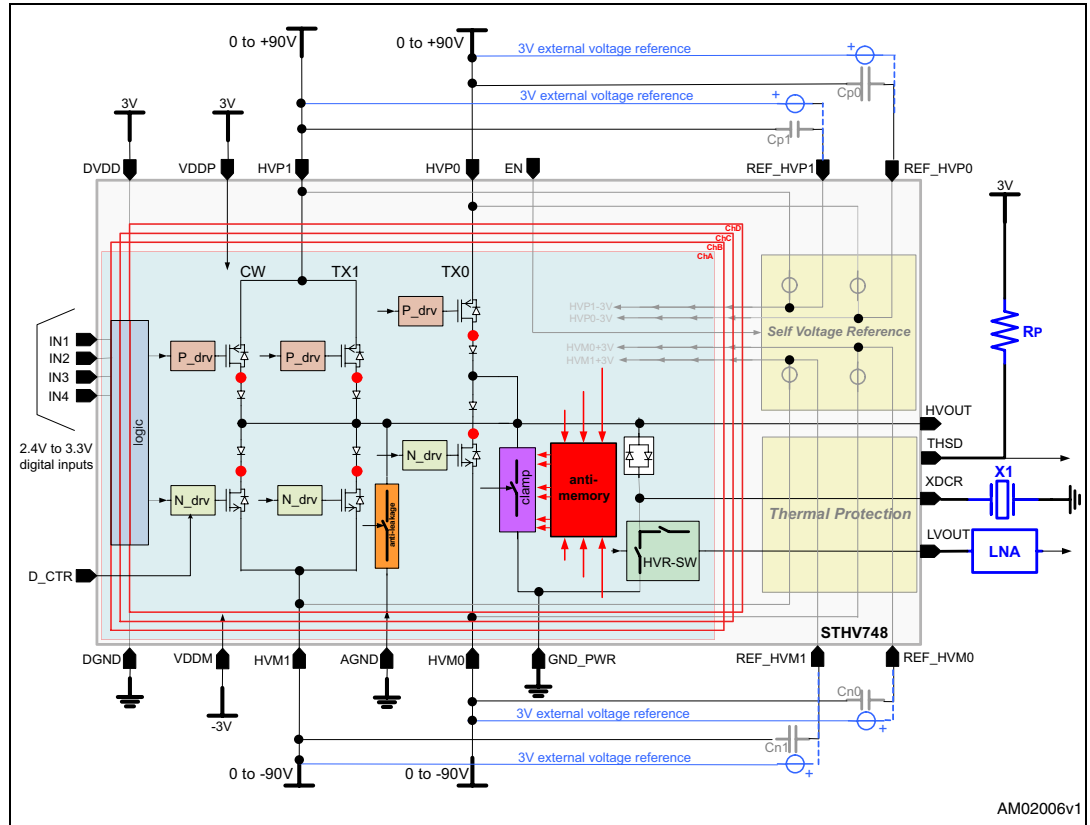 0 to +90V
0 to +90V
3V external voltage reference
+
Cp0
3V external voltage reference
+
Cp1
3V
3V
DVDD
VDDP
HVP1
HVP0
EN
REF_HVP1
REF_HVP0
3V
ChD
ChC
ChB
ChA
CW
TX1
TX0
P_drv
HVP1-3V
HVP0-3V
Self Voltage Reference
HVM0+3V
HVM1+3V
RP
IN1
IN2
IN3
IN4
P_drv
P_drv
2.4V to 3.3V
digital inputs
logic
HVOUT
THSD
N_drv
clamp
anti-
memory
X1
XDCR
N_drv
N_drv
anti-leakage
Thermal Protection
HVR-SW
LVOUT
LNA
D_CTR
STHV748
DGND
VDDM
HVM1
AGND
HVM0
GND_PWR
REF_HVM1
REF_HVM0
-3V
Cn0
3V external voltage reference
+
Cn1
3V external voltage reference
+
0 to -90V
0 to -90V
AM02006v1